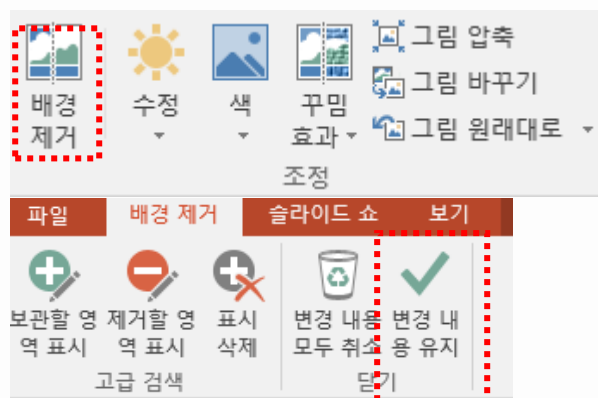 그림 압축
그림 바꾸기
그림 원래대로
배경 제거
수정
색
꾸밈 효과
조정
파일
배경 제거
슬라이드 쇼
보기
보관할 영
역 표시
제거할 영
역 표시
표시
삭제
변경 내용
모두 취소
변경 내
용 유지
고급 검색
닫기